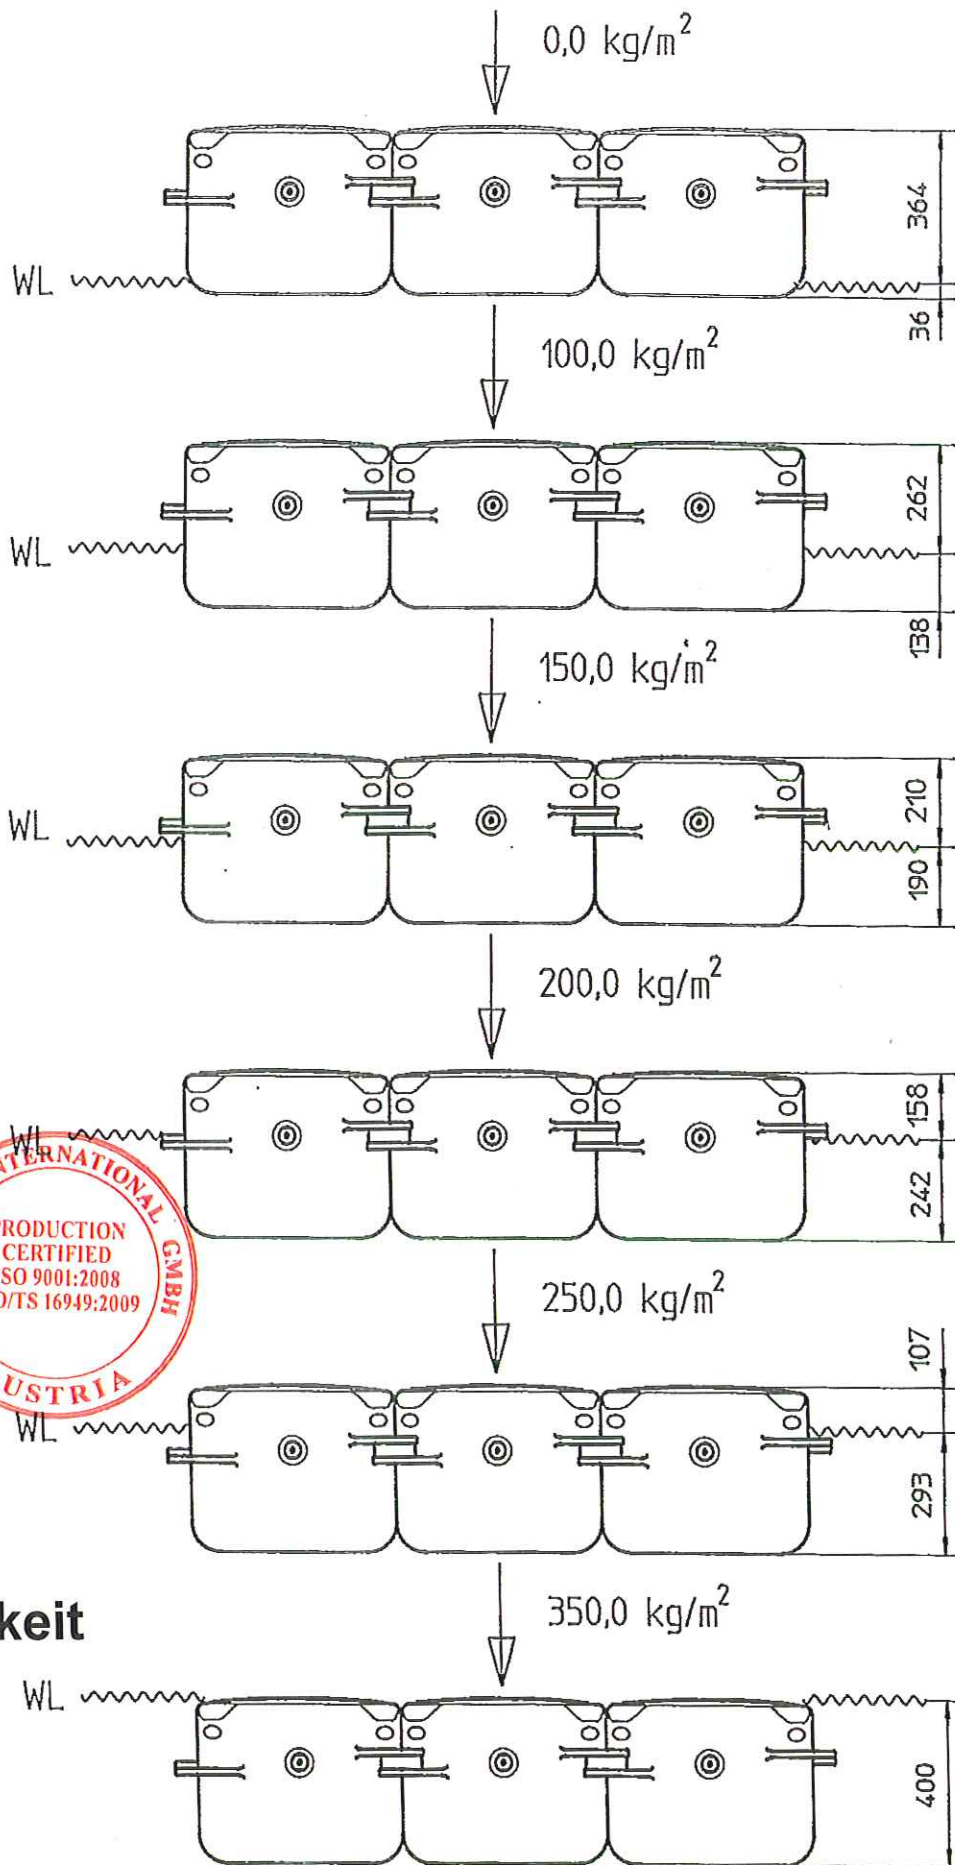 0,0 kg/m²
364
WL
36
100,0 kg/m²
262
WL
138
150,0 kg/m²
210
WL
190
200,0 kg/m²
158
WL
242
NTERNATIONAL GMBH
RODUCTION
CERTIFIED
SO 9001:2008
O/TS 16949:2009
USTRIA
250,0 kg/m²
107
WL
293
keit
350,0 kg/m²
WL
400